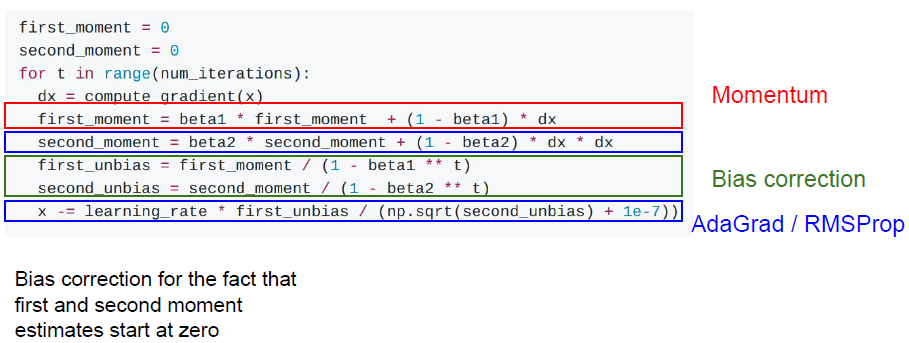 first_moment = 0
second_moment = 0
for t in range(num_iterations):
dx = compute_gradient(x)
first_moment = beta1 * first_moment + (1 - beta1) * dx
Momentum
second_moment = beta2 * second_moment + (1 - beta2) * dx * dx
first_unbias = first_moment / (1 - beta1 ** t)
second_unbias = second_moment / (1 - beta2 ** t)
Bias correction
x -= learning_rate * first_unbias / (np.sqrt(second_unbias) + 1e-7))
AdaGrad / RMSProp
Bias correction for the fact that
first and second moment
estimates start at zero